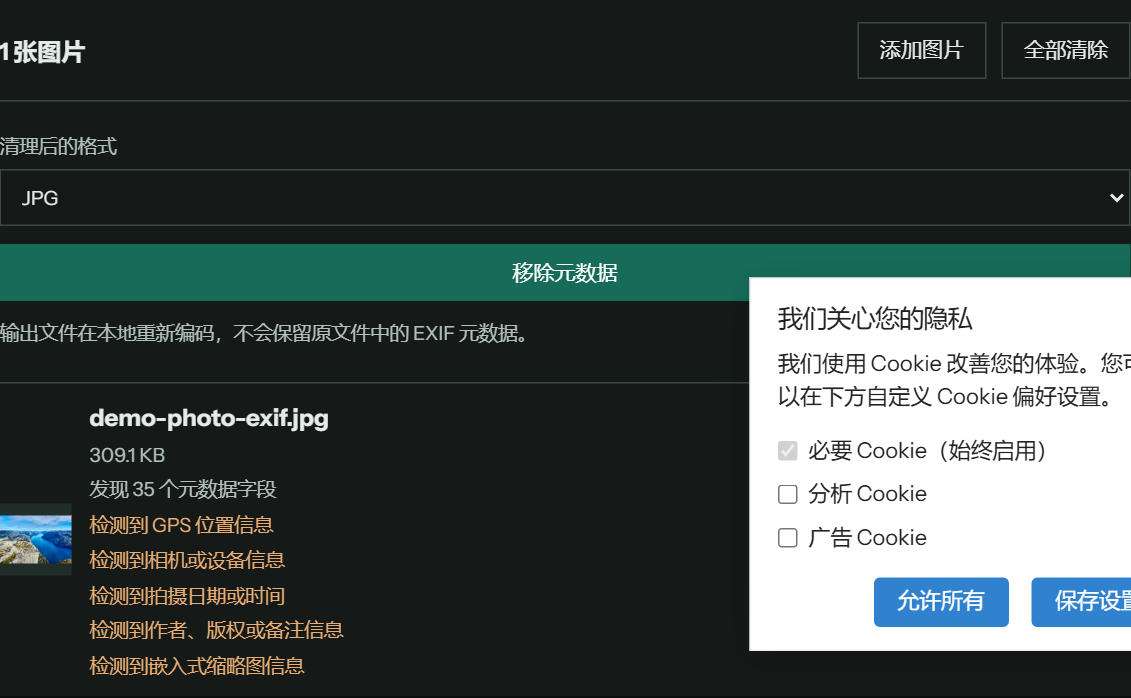 1张图片
添加图片
全部清除
清理后的格式
JPG
移除元数据
输出文件在本地重新编码，不会保留原文件中的 EXIF 元数据。
demo-photo-exif.jpg
309.1 KB
发现 35 个元数据字段
检测到 GPS 位置信息
检测到相机或设备信息
检测到拍摄日期或时间
检测到作者、版权或备注信息
检测到嵌入式缩略图信息
我们关心您的隐私
我们使用 Cookie 改善您的体验。您可
以在下方自定义 Cookie 偏好设置。
必要 Cookie（始终启用）
分析 Cookie
广告 Cookie
允许所有
保存设置